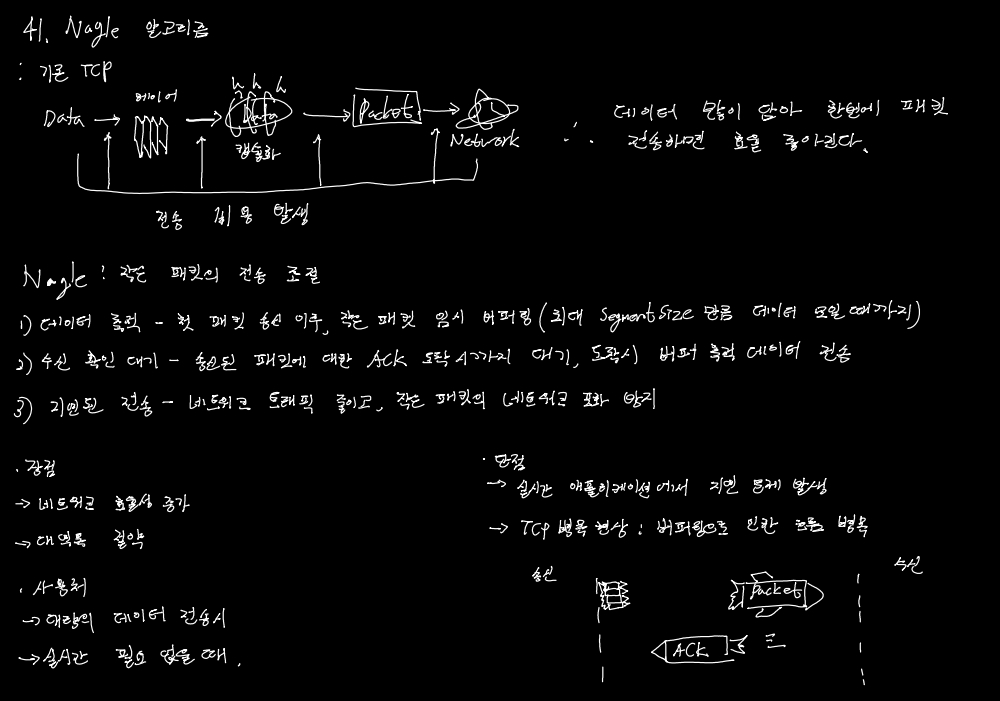 41. Nagle 알고리즘
: 기존 TCP
Data → 레이어 → h h h Data 캡슐화 → Packet → Network
전송 비용 발생
∴ 데이터 많이 담아 한번에 패킷
전송하면 효율 좋아진다.
Nagle : 작은 패킷의 전송 조절
1) 데이터 축적 - 첫 패킷 송신 이후, 작은 패킷 임시 버퍼링 (최대 Segment Size 만큼 데이터 모일 때까지)
2) 수신 확인 대기 - 송신된 패킷에 대한 ACK 도착시까지 대기, 도착시 버퍼 축적 데이터 전송
3) 지연된 전송 - 네트워크 트래픽 줄이고, 작은 패킷의 네트워크 포화 방지
· 장점
→ 네트워크 효율성 증가
→ 대역폭 절약
· 사용처
→ 대량의 데이터 전송시
→ 실시간 필요 없을 때.
· 단점
→ 실시간 애플리케이션에서 지연 문제 발생
→ TCP 병목 현상 : 버퍼링으로 인한 흐름 병목
송신
수신
Packet
ACK